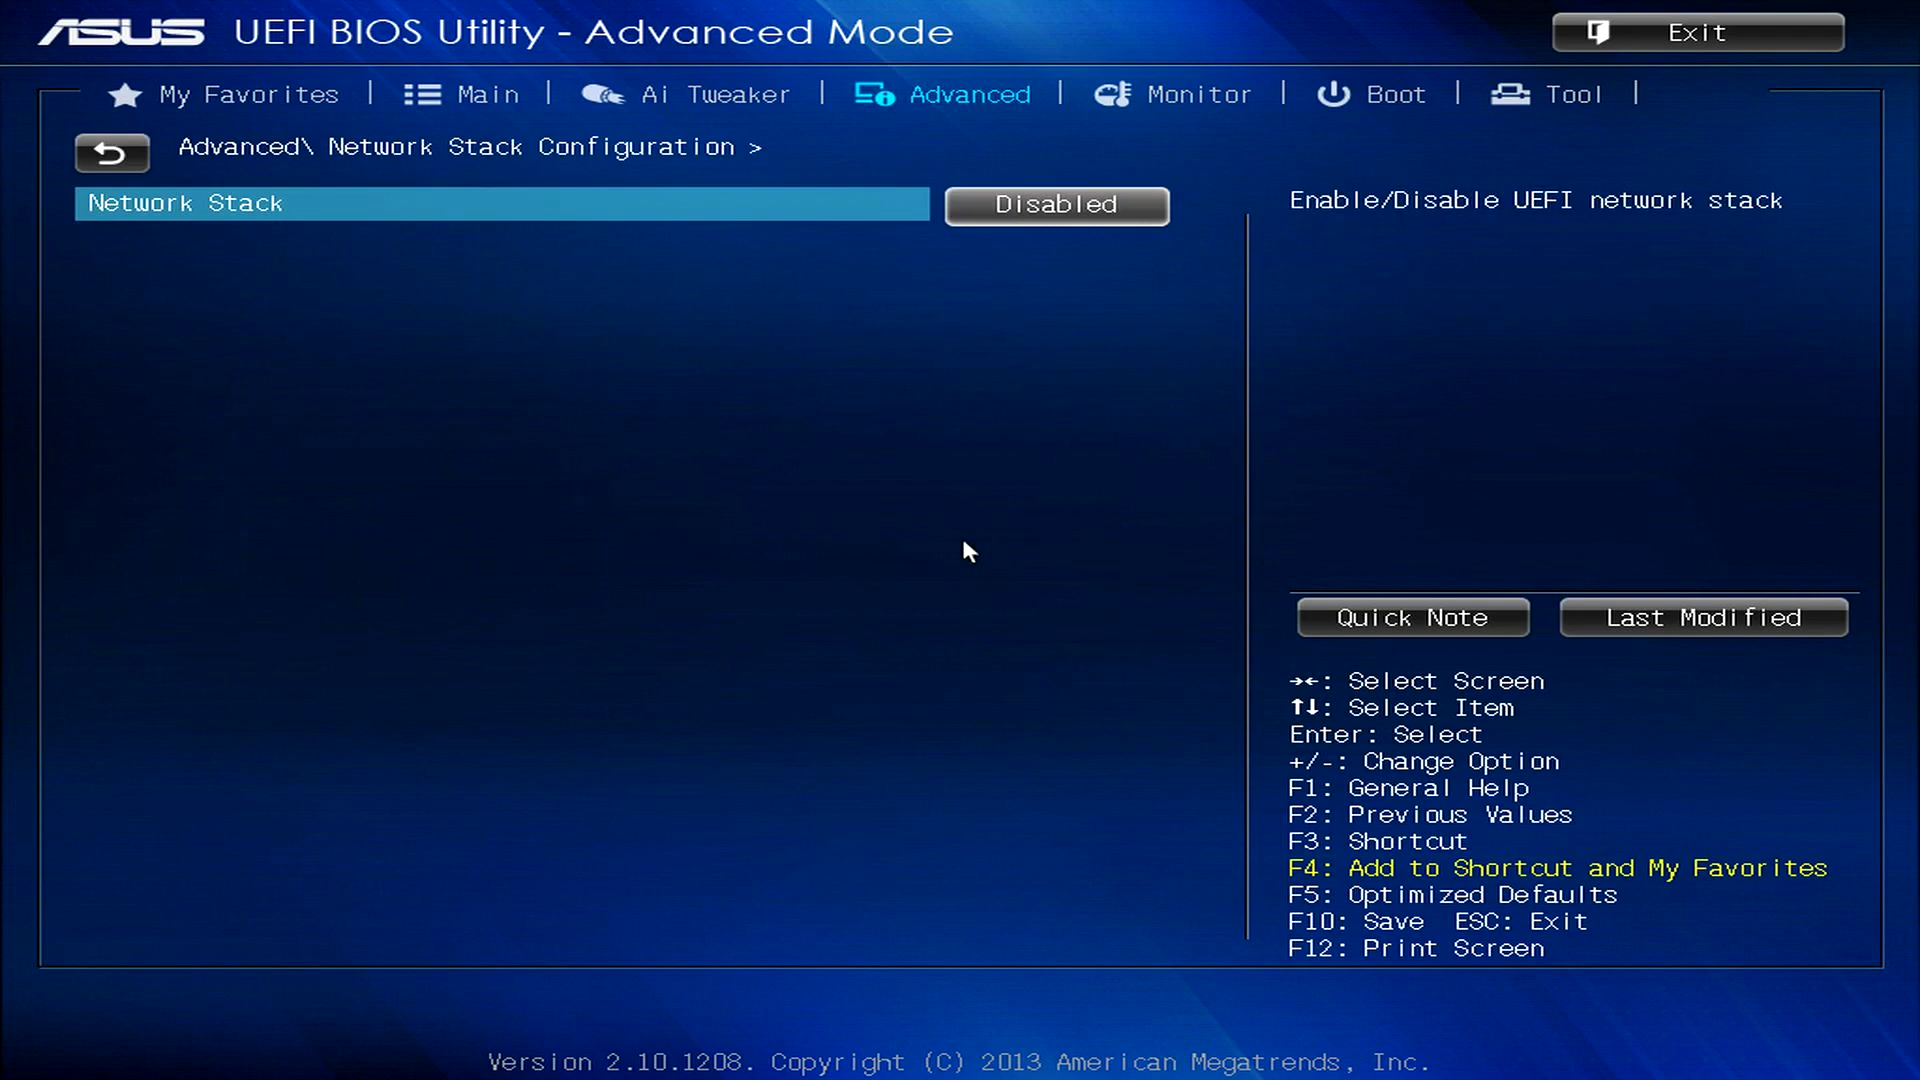 ASUS UEFI BIOS Utility - Advanced Mode
Exit
My Favorites | Main | Ai Tweaker | Advanced | Monitor | Boot | Tool |
Advanced\ Network Stack Configuration >
Network Stack
Disabled
Enable/Disable UEFI network stack
Quick Note
Last Modified
→←: Select Screen
↑↓: Select Item
Enter: Select
+/-: Change Option
F1: General Help
F2: Previous Values
F3: Shortcut
F4: Add to Shortcut and My Favorites
F5: Optimized Defaults
F10: Save  ESC: Exit
F12: Print Screen
Version 2.10.1208. Copyright (C) 2013 American Megatrends, Inc.